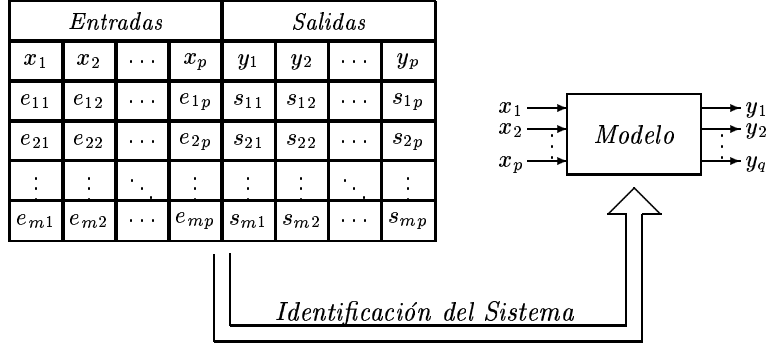 Entradas Salidas
x₁ x₂ ⋯ xₚ y₁ y₂ ⋯ yₚ
e₁₁ e₁₂ ⋯ e₁ₚ s₁₁ s₁₂ ⋯ s₁ₚ
e₂₁ e₂₂ ⋯ e₂ₚ s₂₁ s₂₂ ⋯ s₂ₚ
⋮ ⋮ ⋱ ⋮ ⋮ ⋮ ⋱ ⋮
eₘ₁ eₘ₂ ⋯ eₘₚ sₘ₁ sₘ₂ ⋯ sₘₚ
x₁
x₂
⋮
xₚ
Modelo
y₁
y₂
⋮
y_q
Identificación del Sistema